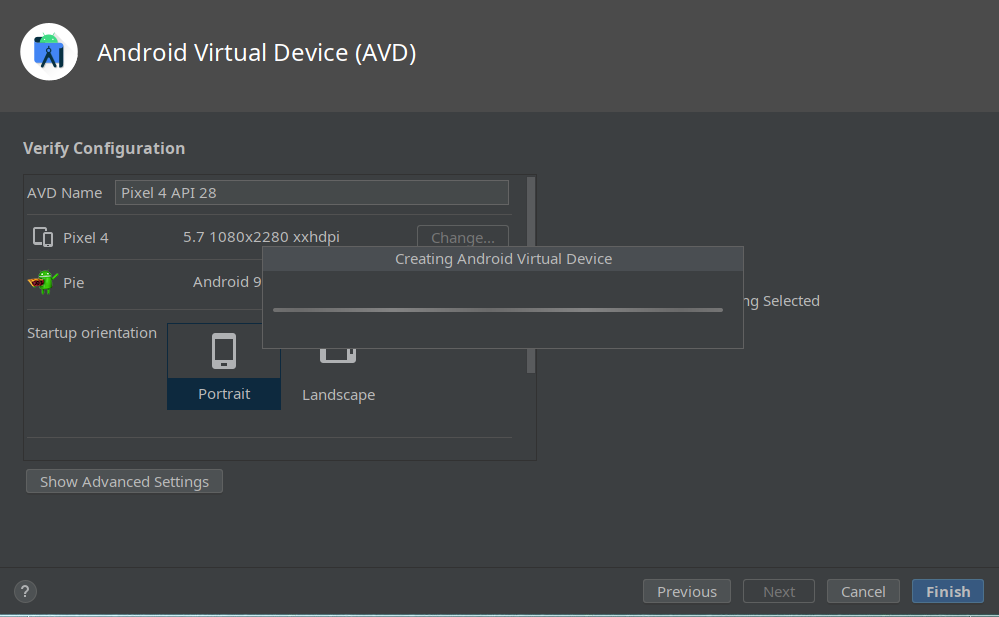 Android Virtual Device (AVD)
Verify Configuration
AVD Name Pixel 4 API 28
Pixel 4 5.7 1080x2280 xxhdpi Change...
Creating Android Virtual Device
Pie Android 9
Selected
Startup orientation
Portrait
Landscape
Show Advanced Settings
? Previous Next Cancel Finish